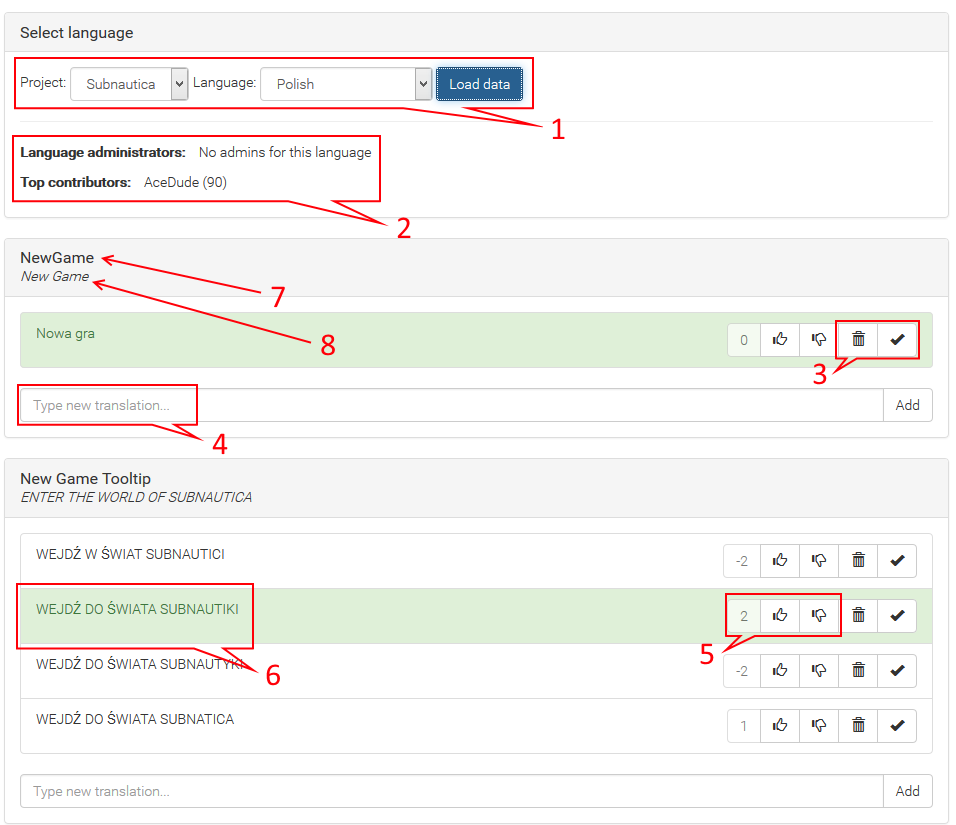 Select language
Project: Subnautica Language: Polish Load data
1
Language administrators: No admins for this language
Top contributors: AceDude (90)
2
NewGame
New Game
7
8
Nowa gra 0
3
Type new translation... Add
4
New Game Tooltip
ENTER THE WORLD OF SUBNAUTICA
WEJDŹ W ŚWIAT SUBNAUTICI -2
WEJDŹ DO ŚWIATA SUBNAUTIKI 2
5
6
WEJDŹ DO ŚWIATA SUBNAUTYKI -2
WEJDŹ DO ŚWIATA SUBNATICA 1
Type new translation... Add